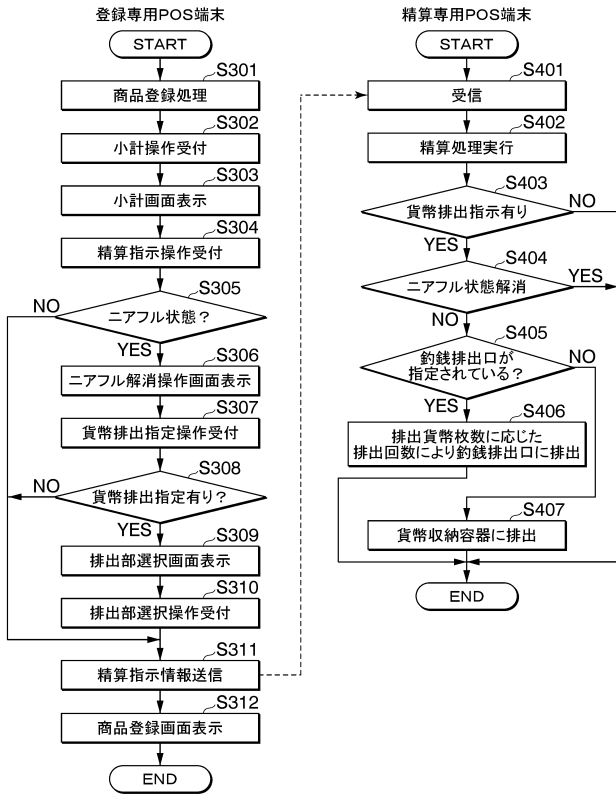 登録専用POS端末
START
S301
商品登録処理
S302
小計操作受付
S303
小計画面表示
S304
精算指示操作受付
S305
ニアフル状態？
NO
YES
S306
ニアフル解消操作画面表示
S307
貨幣排出指定操作受付
S308
貨幣排出指定有り？
NO
YES
S309
排出部選択画面表示
S310
排出部選択操作受付
S311
精算指示情報送信
S312
商品登録画面表示
END
精算専用POS端末
START
S401
受信
S402
精算処理実行
S403
貨幣排出指示有り
NO
YES
S404
ニアフル状態解消
YES
NO
S405
釣銭排出口が
指定されている？
NO
YES
S406
排出貨幣枚数に応じた
排出回数により釣銭排出口に排出
S407
貨幣収納容器に排出
END